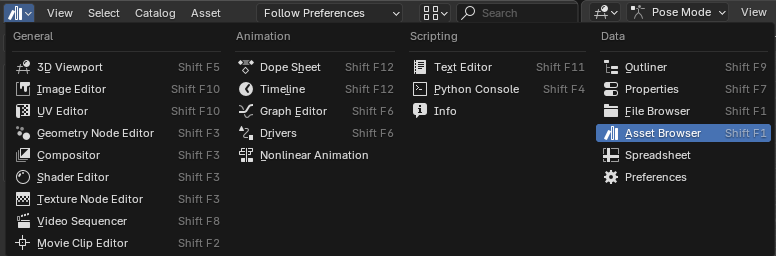 View Select Catalog Asset Follow Preferences Search Pose Mode View
General
3D Viewport Shift F5
Image Editor Shift F10
UV Editor Shift F10
Geometry Node Editor Shift F3
Compositor Shift F3
Shader Editor Shift F3
Texture Node Editor Shift F3
Video Sequencer Shift F8
Movie Clip Editor Shift F2
Animation
Dope Sheet Shift F12
Timeline Shift F12
Graph Editor Shift F6
Drivers Shift F6
Nonlinear Animation
Scripting
Text Editor Shift F11
Python Console Shift F4
Info
Data
Outliner Shift F9
Properties Shift F7
File Browser Shift F1
Asset Browser Shift F1
Spreadsheet
Preferences